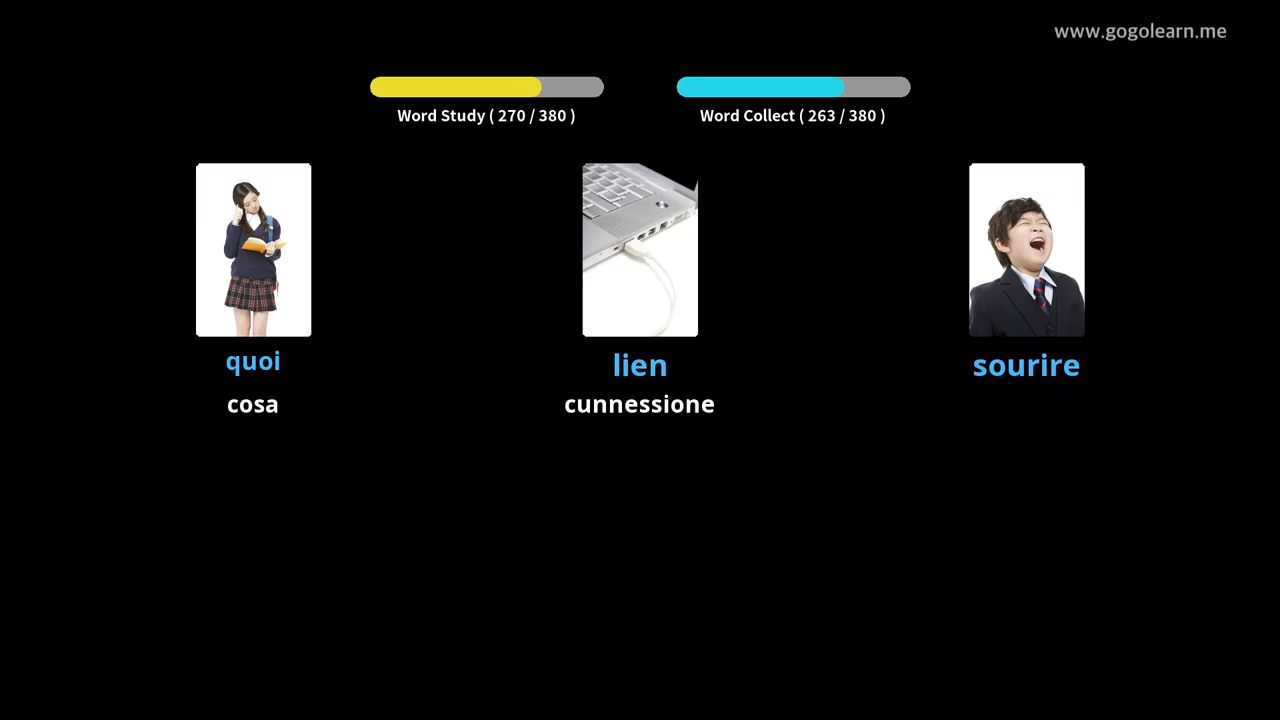 www.gogolearn.me
Word Study ( 270 / 380 )
Word Collect ( 263 / 380 )
quoi
lien
sourire
cosa
cunnessione